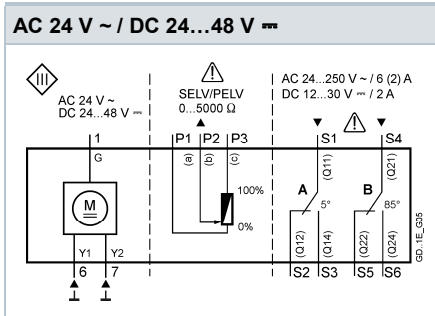 AC 24 V ~ / DC 24...48 V ⎓
III
AC 24 V ~
DC 24...48 V ⎓
SELV/PELV
0...5000 Ω
AC 24...250 V ~ / 6 (2) A
DC 12...30 V ⎓ / 2 A
1 P1 P2 P3 S1 S4
G (a) (b) (c) (Q11) (Q21)
100%
0%
M
A 5° B 85°
Y1 Y2 (Q12) (Q14) (Q22) (Q24)
6 7 S2 S3 S5 S6
GD..1E_G05